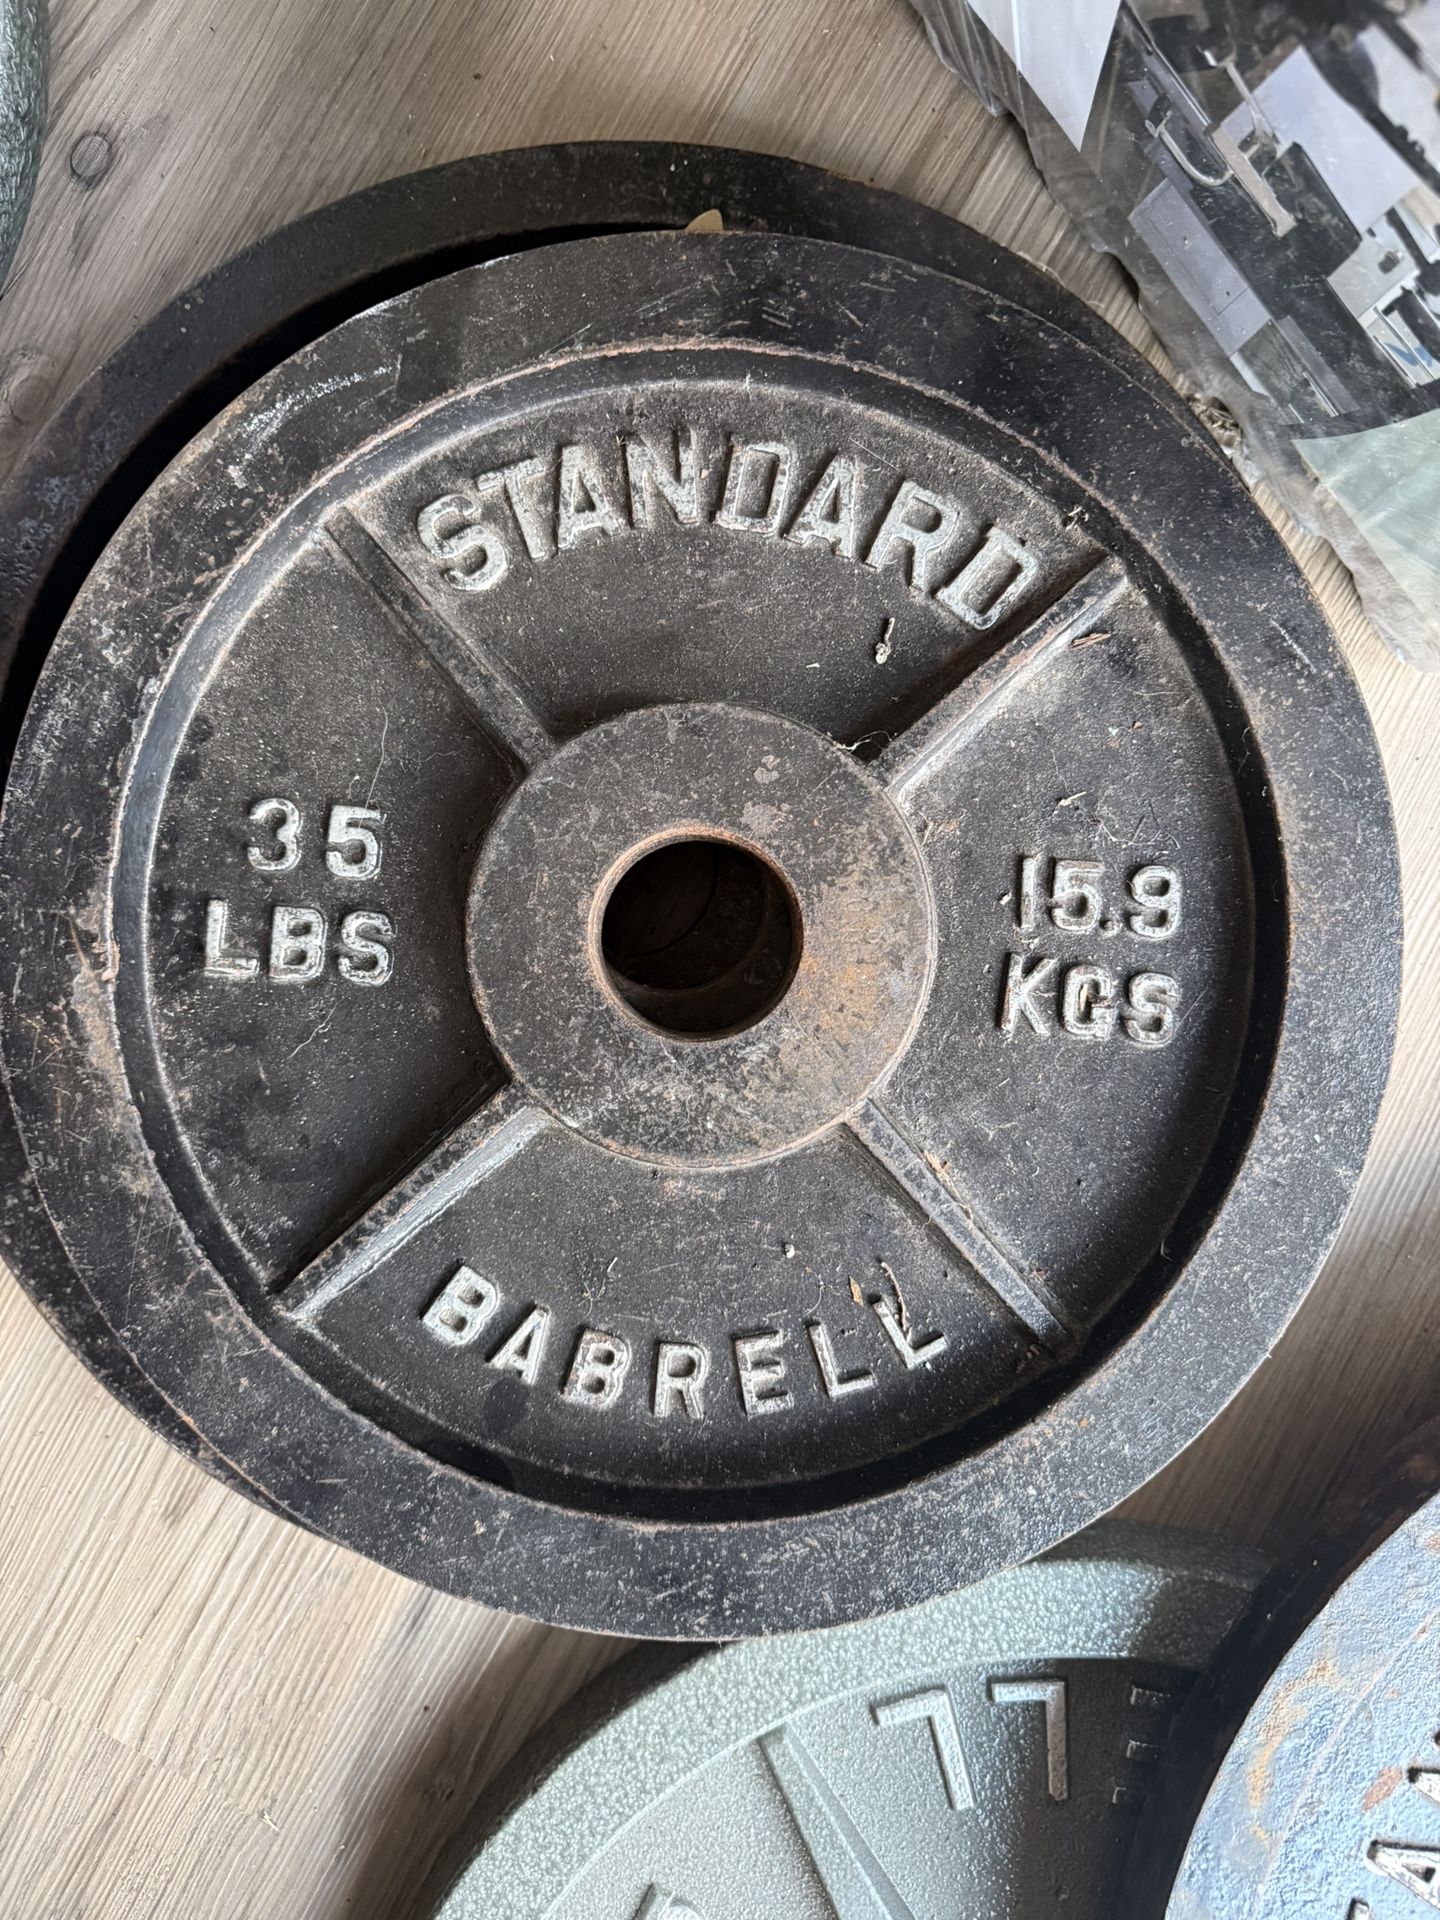 STANDARD
35
LBS
15.9
KGS
BABRELL